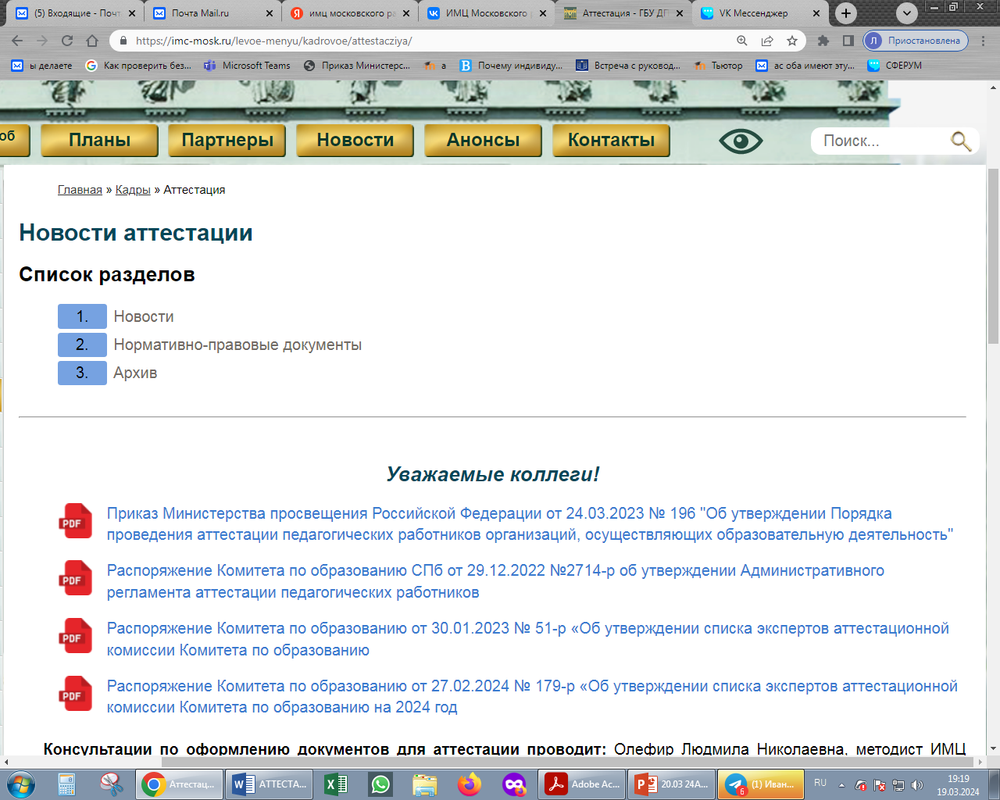 (5) Входящие - Почт
Почта Mail.ru
имц московского ра
ИМЦ Московского р
Аттестация - ГБУ ДП
VK Мессенджер
https://imc-mosk.ru/levoe-menyu/kadrovoe/attestacziya/
Л Приостановлена
ы делаете
Как проверить без...
Microsoft Teams
Приказ Министерс...
а
Почему индивиду...
Встреча с руковод...
Тьютор
ас оба имеют эту...
СФЕРУМ
об
Планы
Партнеры
Новости
Анонсы
Контакты
Поиск...
Главная » Кадры » Аттестация
Новости аттестации
Список разделов
1. Новости
2. Нормативно-правовые документы
3. Архив
Уважаемые коллеги!
PDF Приказ Министерства просвещения Российской Федерации от 24.03.2023 № 196 "Об утверждении Порядка
проведения аттестации педагогических работников организаций, осуществляющих образовательную деятельность"
PDF Распоряжение Комитета по образованию СПб от 29.12.2022 №2714-р об утверждении Административного
регламента аттестации педагогических работников
PDF Распоряжение Комитета по образованию от 30.01.2023 № 51-р «Об утверждении списка экспертов аттестационной
комиссии Комитета по образованию
PDF Распоряжение Комитета по образованию от 27.02.2024 № 179-р «Об утверждении списка экспертов аттестационной
комиссии Комитета по образованию на 2024 год
Консультации по оформлению документов для аттестации проводит: Олефир Людмила Николаевна, методист ИМЦ
Аттестац...
АТТЕСТА...
Adobe Ac...
20.03 24А...
6 (1) Иван...
RU
19:19
19.03.2024